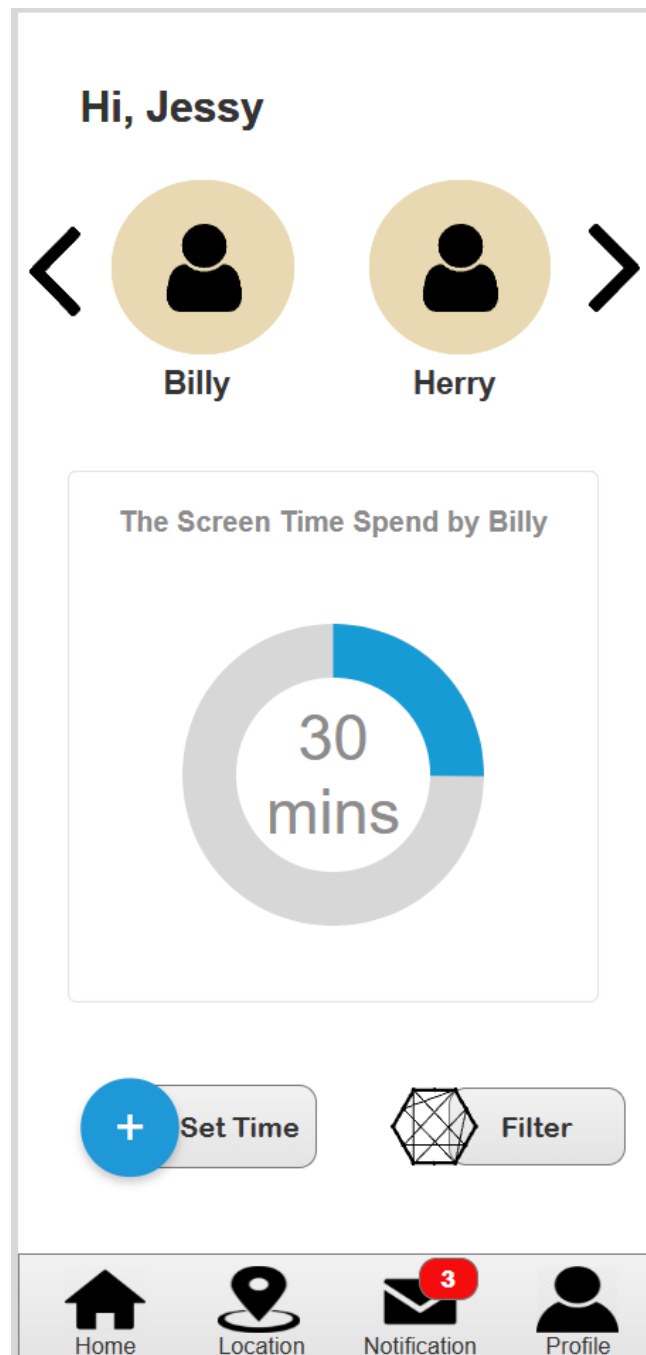 Hi, Jessy
Billy
Herry
The Screen Time Spend by Billy
30
mins
+
Set Time
Filter
3
Home
Location
Notification
Profile